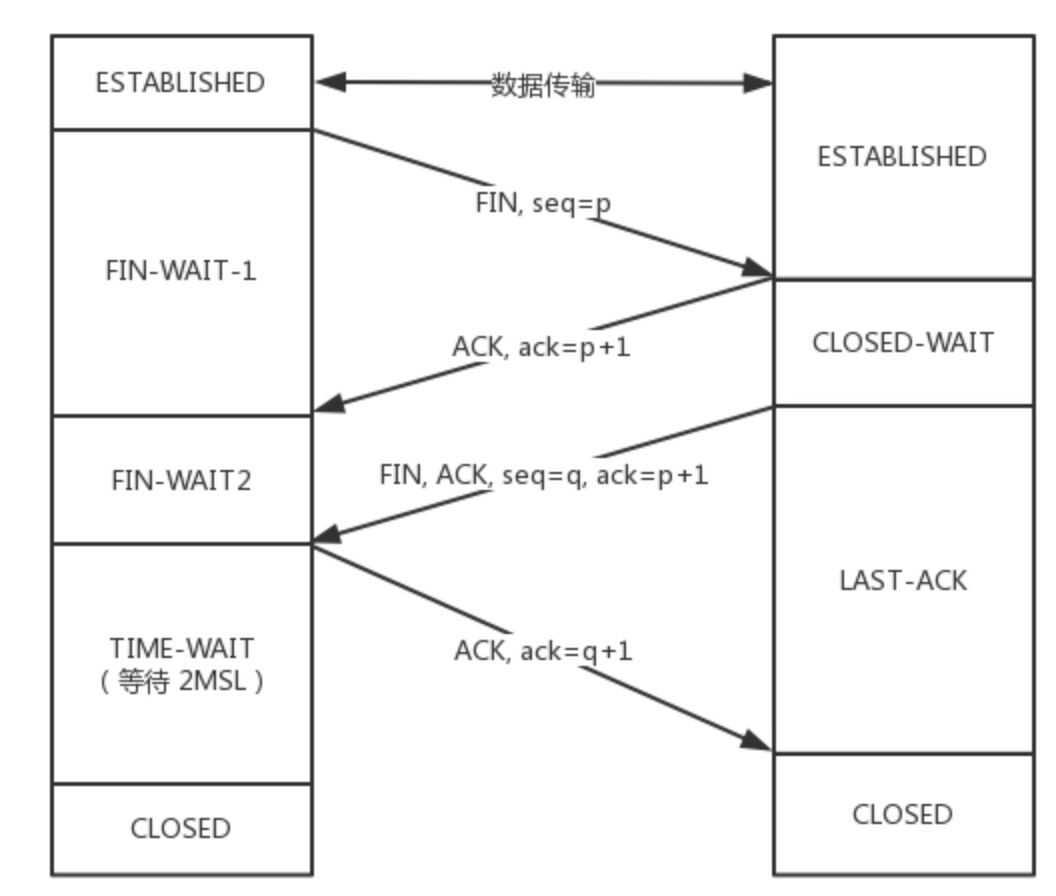 ESTABLISHED
数据传输
ESTABLISHED
FIN, seq=p
FIN-WAIT-1
CLOSED-WAIT
ACK, ack=p+1
FIN-WAIT2
FIN, ACK, seq=q, ack=p+1
LAST-ACK
TIME-WAIT
（等待 2MSL）
ACK, ack=q+1
CLOSED
CLOSED